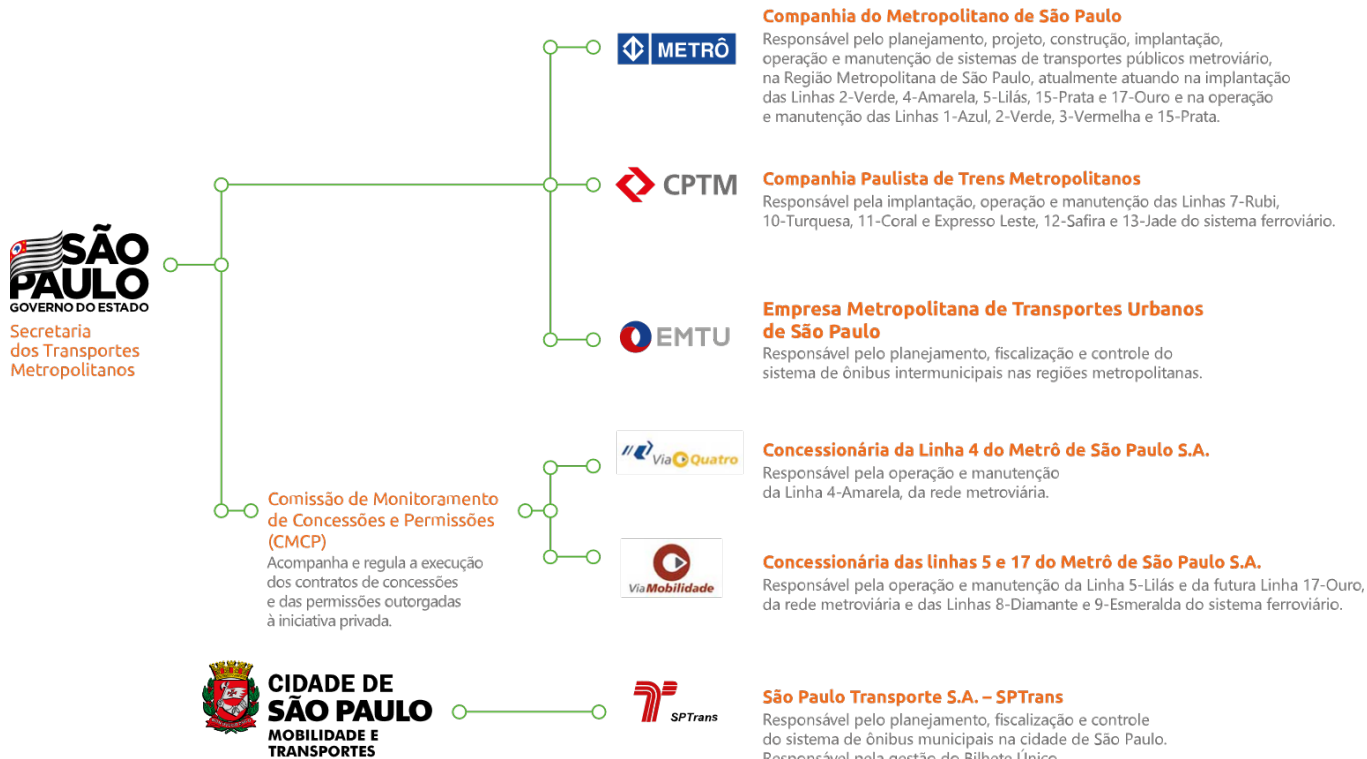 Companhia do Metropolitano de São Paulo
METRÔ
Responsável pelo planejamento, projeto, construção, implantação,
operação e manutenção de sistemas de transportes públicos metroviário,
na Região Metropolitana de São Paulo, atualmente atuando na implantação
das Linhas 2-Verde, 4-Amarela, 5-Lilás, 15-Prata e 17-Ouro e na operação
e manutenção das Linhas 1-Azul, 2-Verde, 3-Vermelha e 15-Prata.
CPTM
Companhia Paulista de Trens Metropolitanos
Responsável pela implantação, operação e manutenção das Linhas 7-Rubi,
10-Turquesa, 11-Coral e Expresso Leste, 12-Safira e 13-Jade do sistema ferroviário.
SÃO
PAULO
GOVERNO DO ESTADO
Secretaria
dos Transportes
Metropolitanos
EMTU
Empresa Metropolitana de Transportes Urbanos
de São Paulo
Responsável pelo planejamento, fiscalização e controle do
sistema de ônibus intermunicipais nas regiões metropolitanas.
ViaQuatro
Concessionária da Linha 4 do Metrô de São Paulo S.A.
Responsável pela operação e manutenção
da Linha 4-Amarela, da rede metroviária.
Comissão de Monitoramento
de Concessões e Permissões
(CMCP)
Acompanha e regula a execução
dos contratos de concessões
e das permissões outorgadas
à iniciativa privada.
ViaMobilidade
Concessionária das linhas 5 e 17 do Metrô de São Paulo S.A.
Responsável pela operação e manutenção da Linha 5-Lilás e da futura Linha 17-Ouro,
da rede metroviária e das Linhas 8-Diamante e 9-Esmeralda do sistema ferroviário.
CIDADE DE
SÃO PAULO
MOBILIDADE E
TRANSPORTES
SPTrans
São Paulo Transporte S.A. – SPTrans
Responsável pelo planejamento, fiscalização e controle
do sistema de ônibus municipais na cidade de São Paulo.
Responsável pela gestão do Bilhete Único.